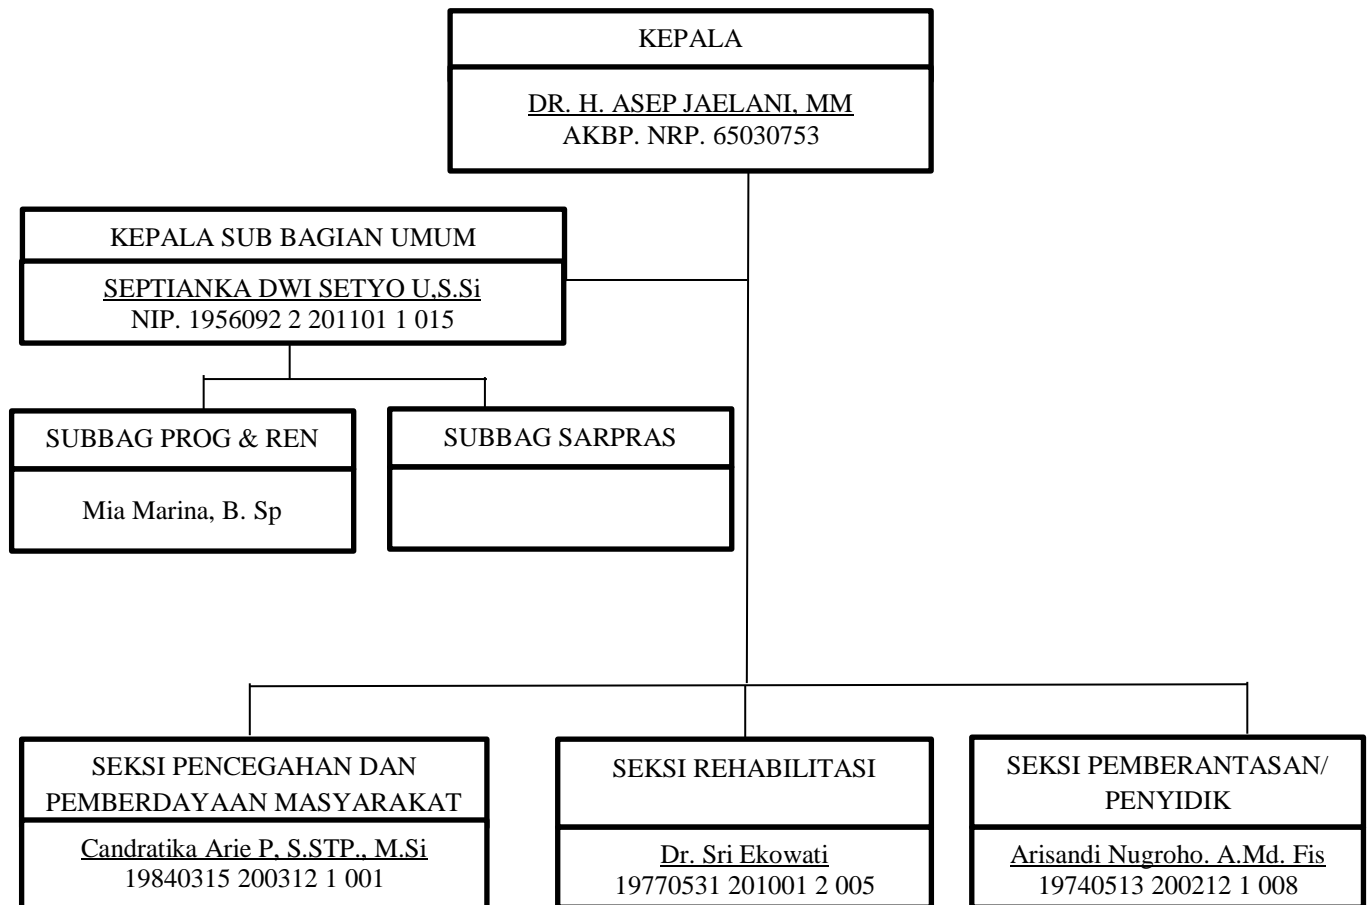 KEPALA
DR. H. ASEP JAELANI, MM
AKBP. NRP. 65030753
KEPALA SUB BAGIAN UMUM
SEPTIANKA DWI SETYO U,S.Si
NIP. 1956092 2 201101 1 015
SUBBAG PROG & REN
Mia Marina, B. Sp
SUBBAG SARPRAS
SEKSI PENCEGAHAN DAN
PEMBERDAYAAN MASYARAKAT
Candratika Arie P, S.STP., M.Si
19840315 200312 1 001
SEKSI REHABILITASI
Dr. Sri Ekowati
19770531 201001 2 005
SEKSI PEMBERANTASAN/
PENYIDIK
Arisandi Nugroho. A.Md. Fis
19740513 200212 1 008